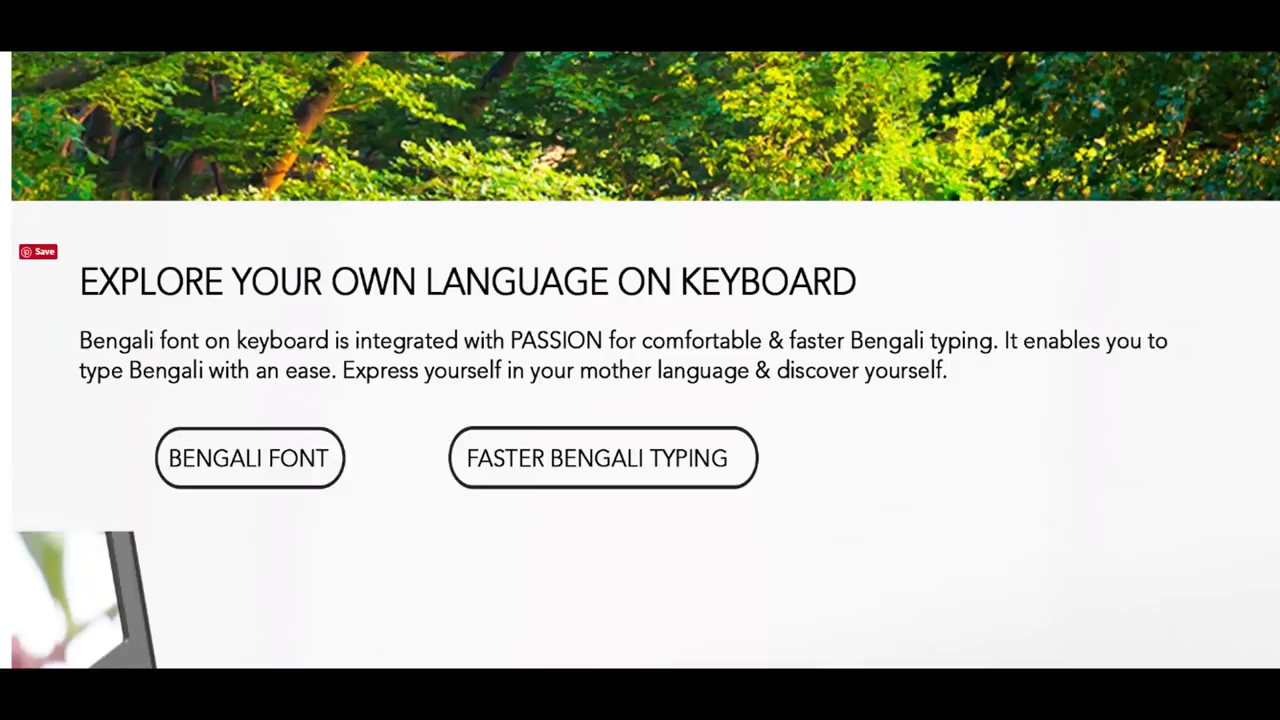 Save
EXPLORE YOUR OWN LANGUAGE ON KEYBOARD
Bengali font on keyboard is integrated with PASSION for comfortable & faster Bengali typing. It enables you to
type Bengali with an ease. Express yourself in your mother language & discover yourself.
BENGALI FONT
FASTER BENGALI TYPING